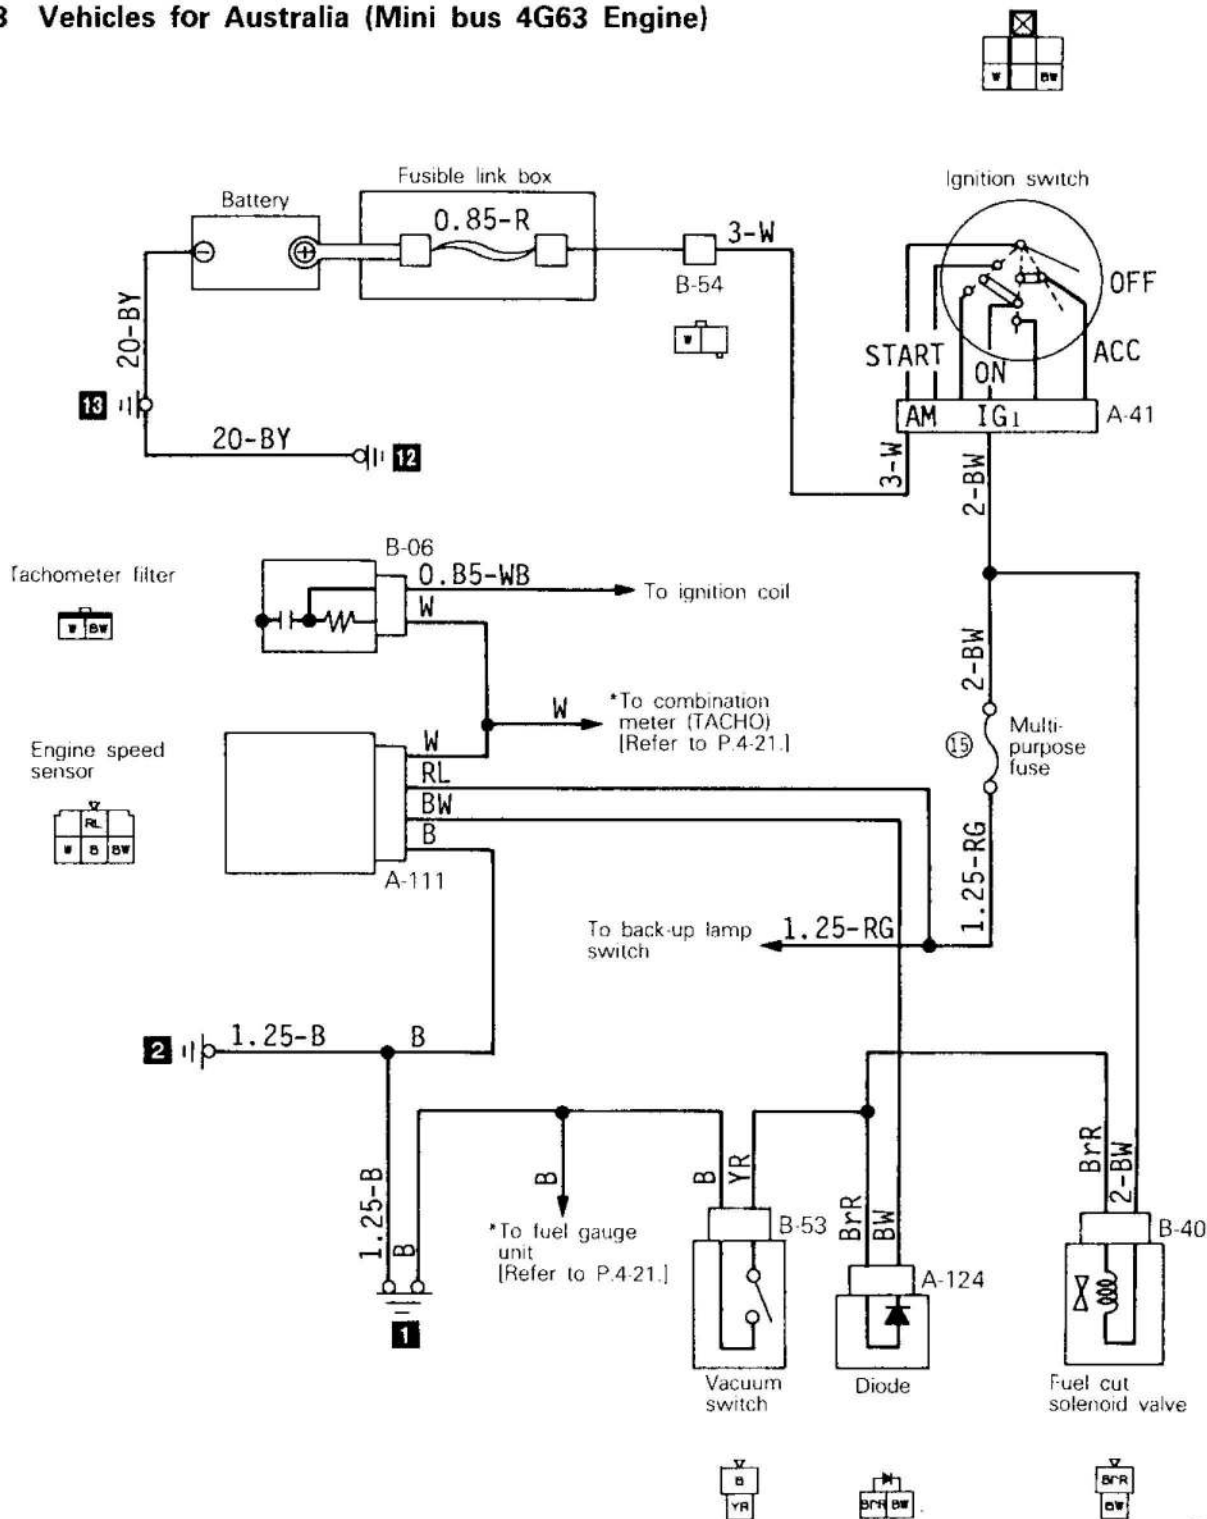 3 Vehicles for Australia (Mini bus 4G63 Engine)
W BW
Ignition switch
Fusible link box
Battery
0.85-R
3-W
B-54
W
OFF
START
ON
ACC
AM IG1
A-41
20-BY
13
20-BY
12
3-W
2-BW
B-06
Tachometer filter
0.85-WB
To ignition coil
W
W BW
2-BW
W
*To combination
meter (TACHO)
[Refer to P.4-21.]
15
Multi-
purpose
fuse
Engine speed
sensor
W
RL
BW
B
RL
W B BW
A-111
1.25-RG
To back-up lamp
switch
1.25-RG
2
1.25-B
B
1.25-B
B
B
*To fuel gauge
unit
[Refer to P.4-21.]
1
B
YR
B-53
BrR
BW
A-124
BrR
2-BW
B-40
Vacuum
switch
Diode
Fuel cut
solenoid valve
B
YR
BrR BW
BrR
BW